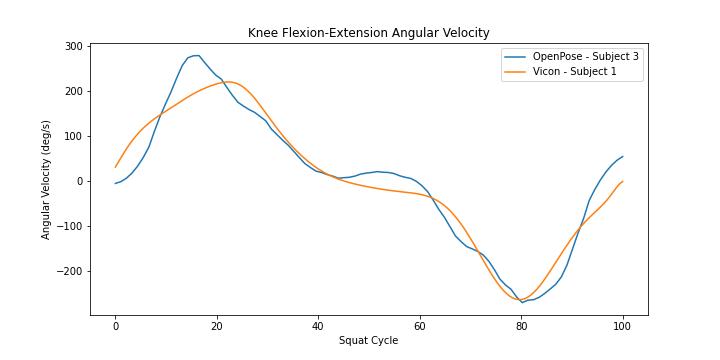 Knee Flexion-Extension Angular Velocity
OpenPose - Subject 3
Vicon - Subject 1
Angular Velocity (deg/s)
300
200
100
0
−100
−200
0
20
40
60
80
100
Squat Cycle